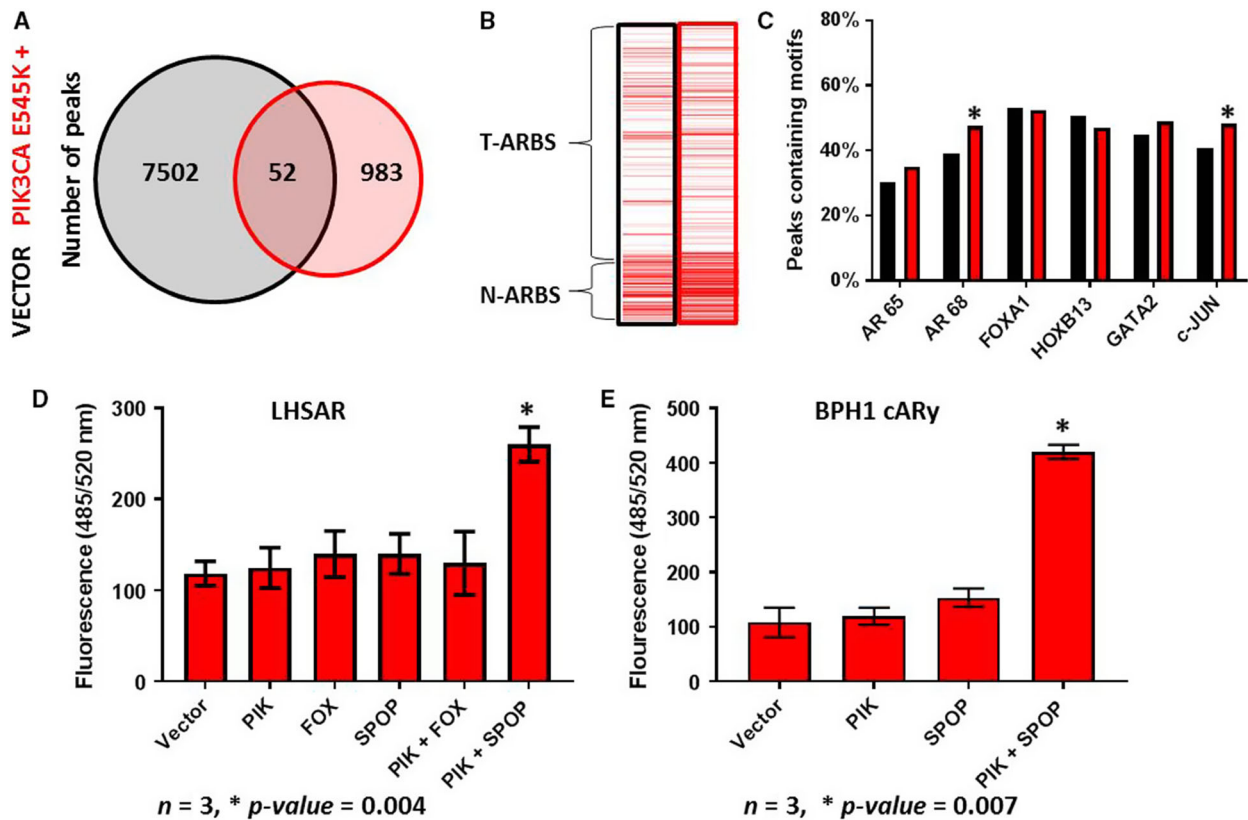 A
VECTOR PIK3CA E545K +
Number of peaks
7502
52
983
B
T-ARBS
N-ARBS
C
Peaks containing motifs
80%
60%
40%
20%
0%
*
*
AR 65
AR 68
FOXA1
HOXB13
GATA2
c-JUN
D
LHSAR
Fluorescence (485/520 nm)
300
200
100
0
*
Vector
PIK
FOX
SPOP
PIK + FOX
PIK + SPOP
n = 3, * p-value = 0.004
E
BPH1 cARy
Flourescence (485/520 nm)
500
400
300
200
100
0
*
Vector
PIK
SPOP
PIK + SPOP
n = 3, * p-value = 0.007